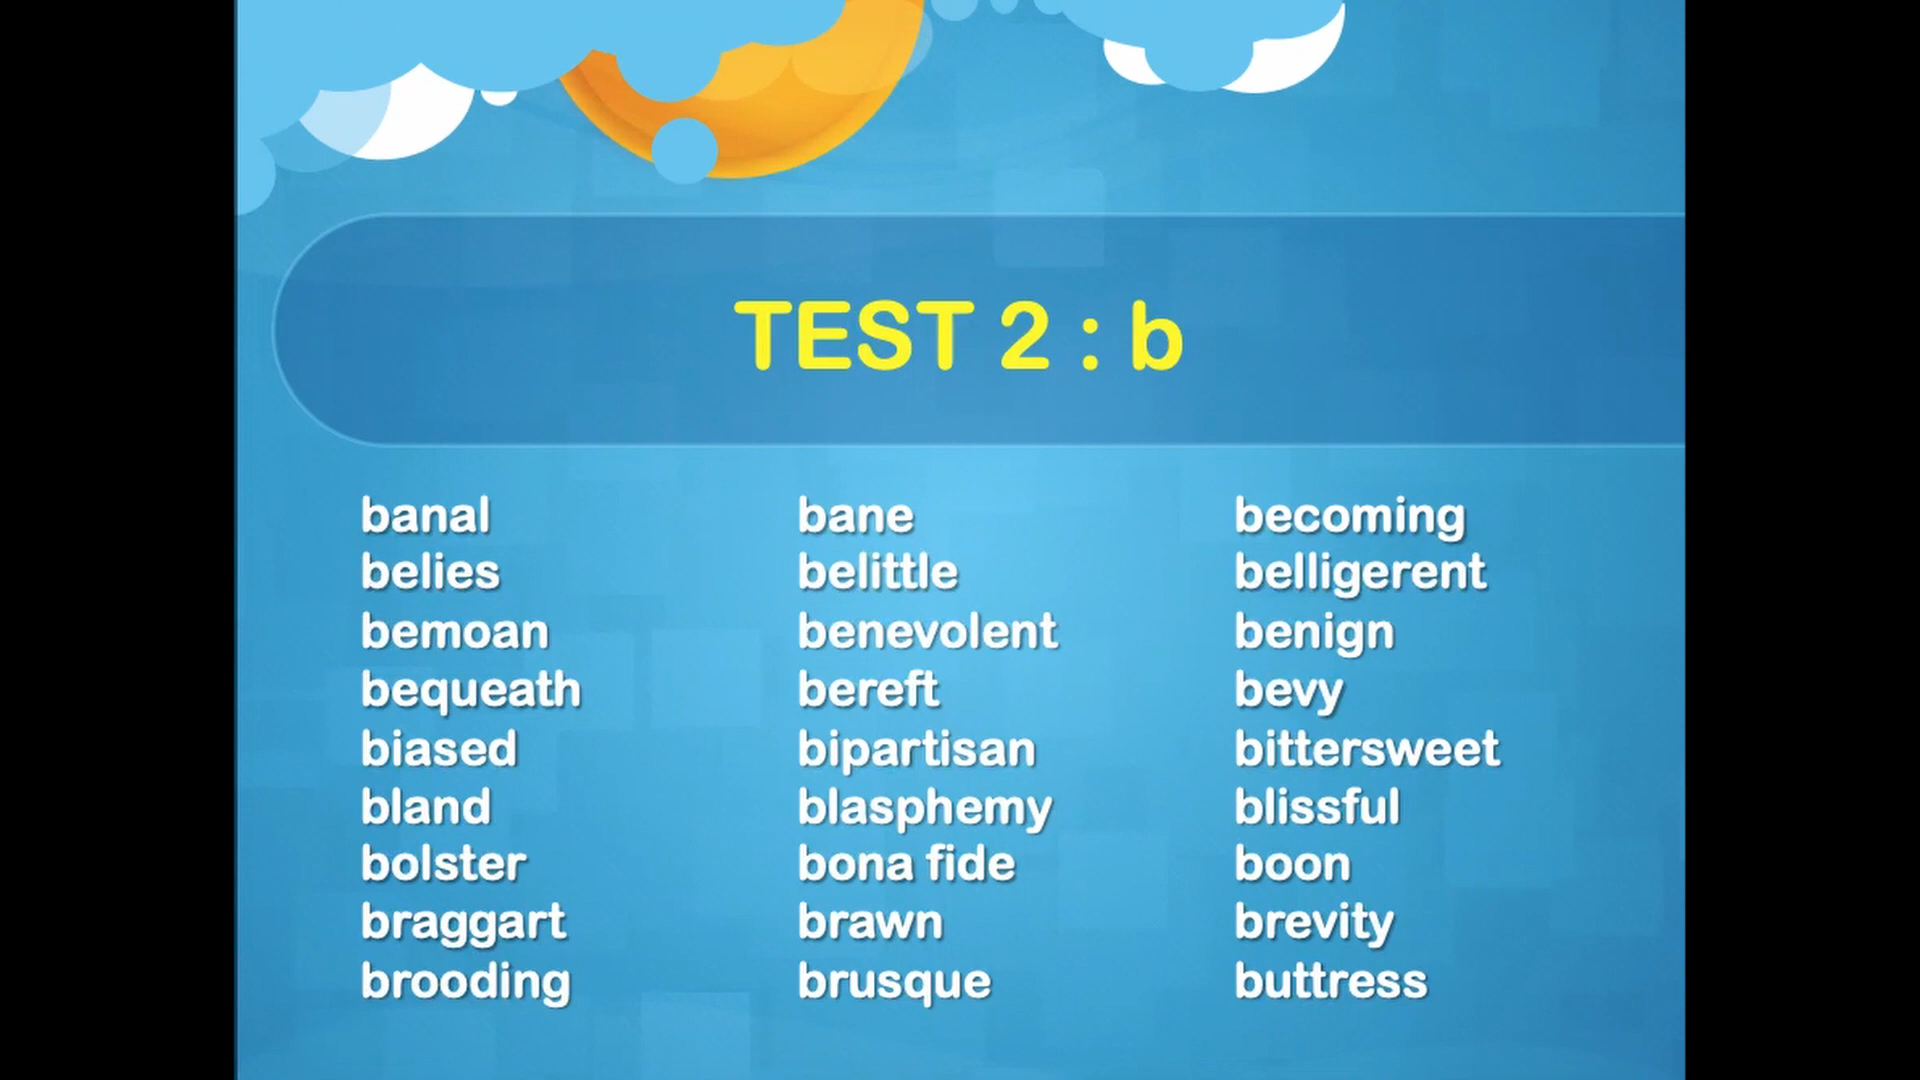 TEST 2 : b
banal bane becoming
belies belittle belligerent
bemoan benevolent benign
bequeath bereft bevy
biased bipartisan bittersweet
bland blasphemy blissful
bolster bona fide boon
braggart brawn brevity
brooding brusque buttress